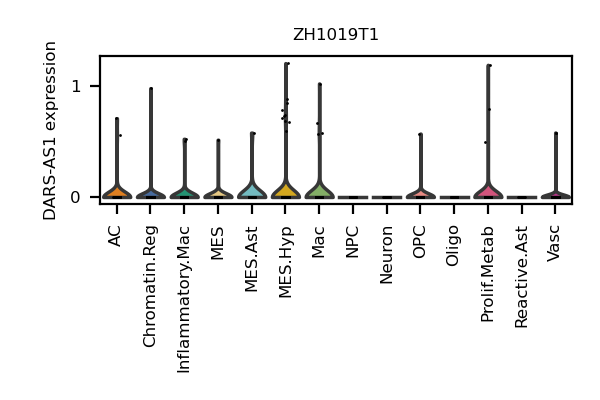 ZH1019T1
DARS-AS1 expression
1
0
AC
Chromatin.Reg
Inflammatory.Mac
MES
MES.Ast
MES.Hyp
Mac
NPC
Neuron
OPC
Oligo
Prolif.Metab
Reactive.Ast
Vasc